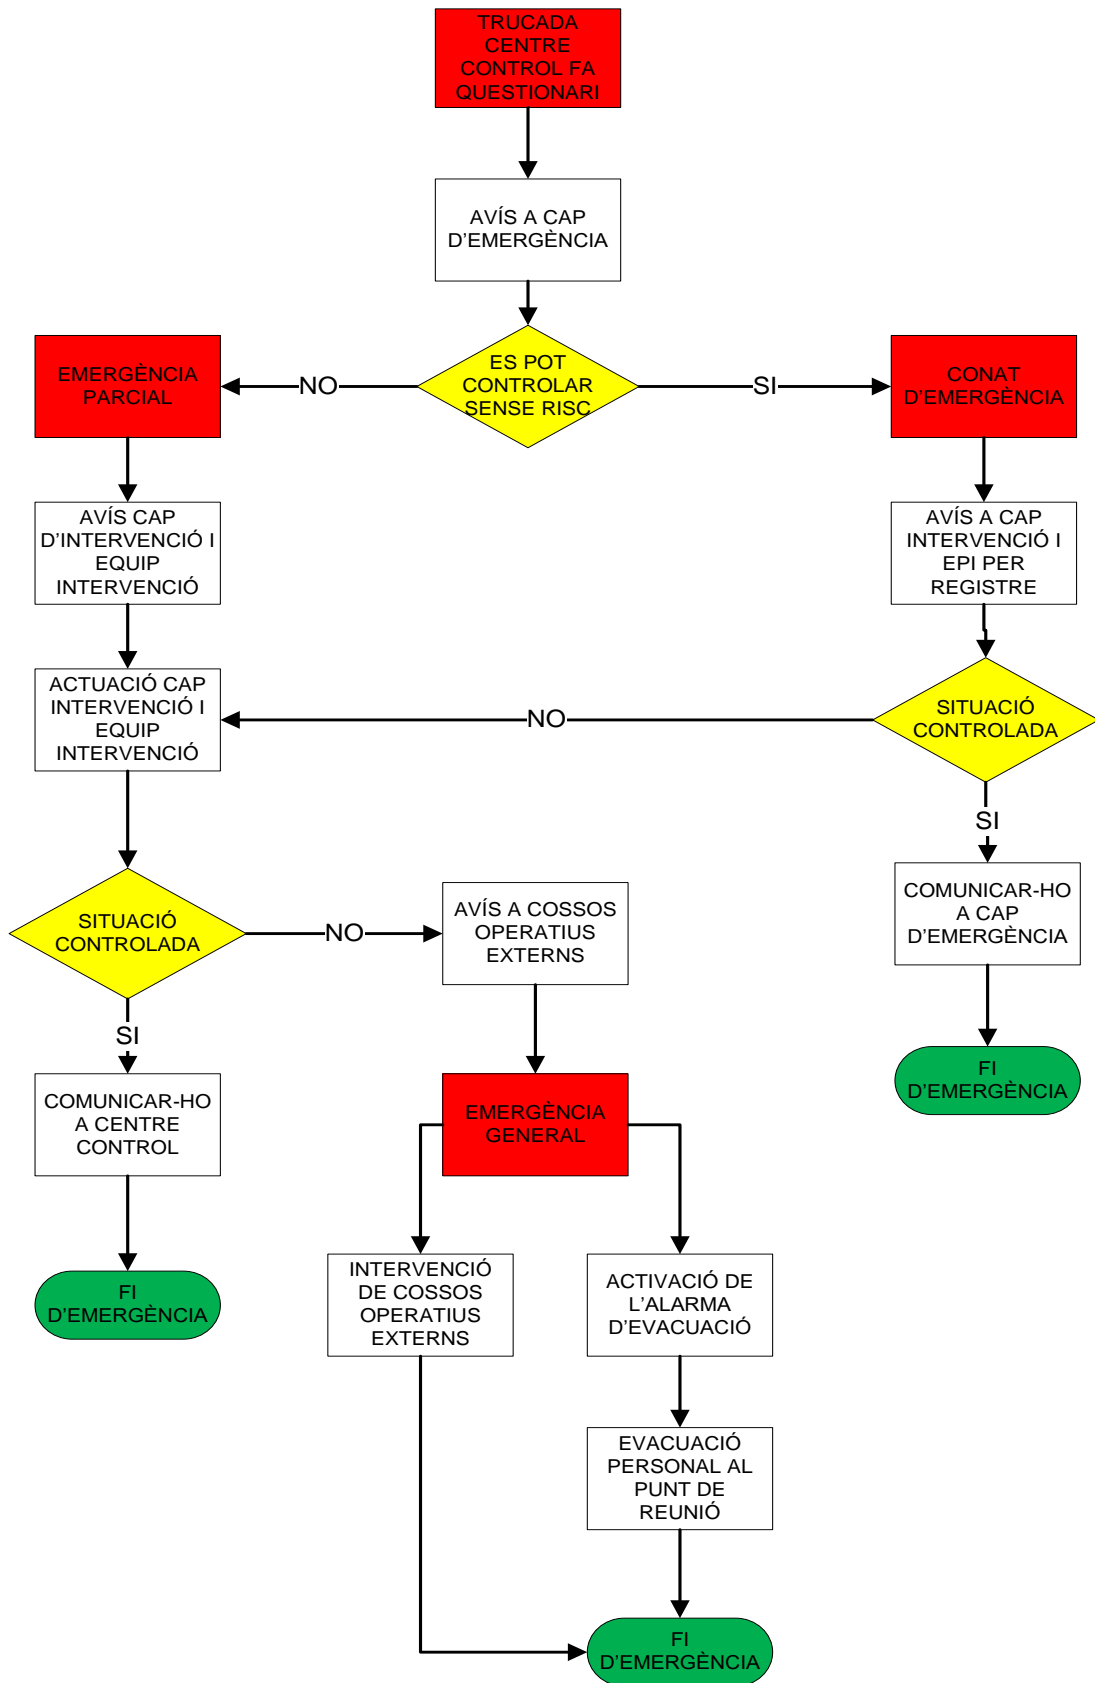 TRUCADA
CENTRE
CONTROL FA
QUESTIONARI
AVÍS A CAP
D'EMERGÈNCIA
ES POT
CONTROLAR
SENSE RISC
NO
SI
EMERGÈNCIA
PARCIAL
CONAT
D'EMERGÈNCIA
AVÍS CAP
D'INTERVENCIÓ I
EQUIP
INTERVENCIÓ
AVÍS A CAP
INTERVENCIÓ I
EPI PER
REGISTRE
ACTUACIÓ CAP
INTERVENCIÓ I
EQUIP
INTERVENCIÓ
NO
SITUACIÓ
CONTROLADA
SI
SITUACIÓ
CONTROLADA
NO
AVÍS A COSSOS
OPERATIUS
EXTERNS
COMUNICAR-HO
A CAP
D'EMERGÈNCIA
SI
COMUNICAR-HO
A CENTRE
CONTROL
EMERGÈNCIA
GENERAL
FI
D'EMERGÈNCIA
FI
D'EMERGÈNCIA
INTERVENCIÓ
DE COSSOS
OPERATIUS
EXTERNS
ACTIVACIÓ DE
L'ALARMA
D'EVACUACIÓ
EVACUACIÓ
PERSONAL AL
PUNT DE
REUNIÓ
FI
D'EMERGÈNCIA